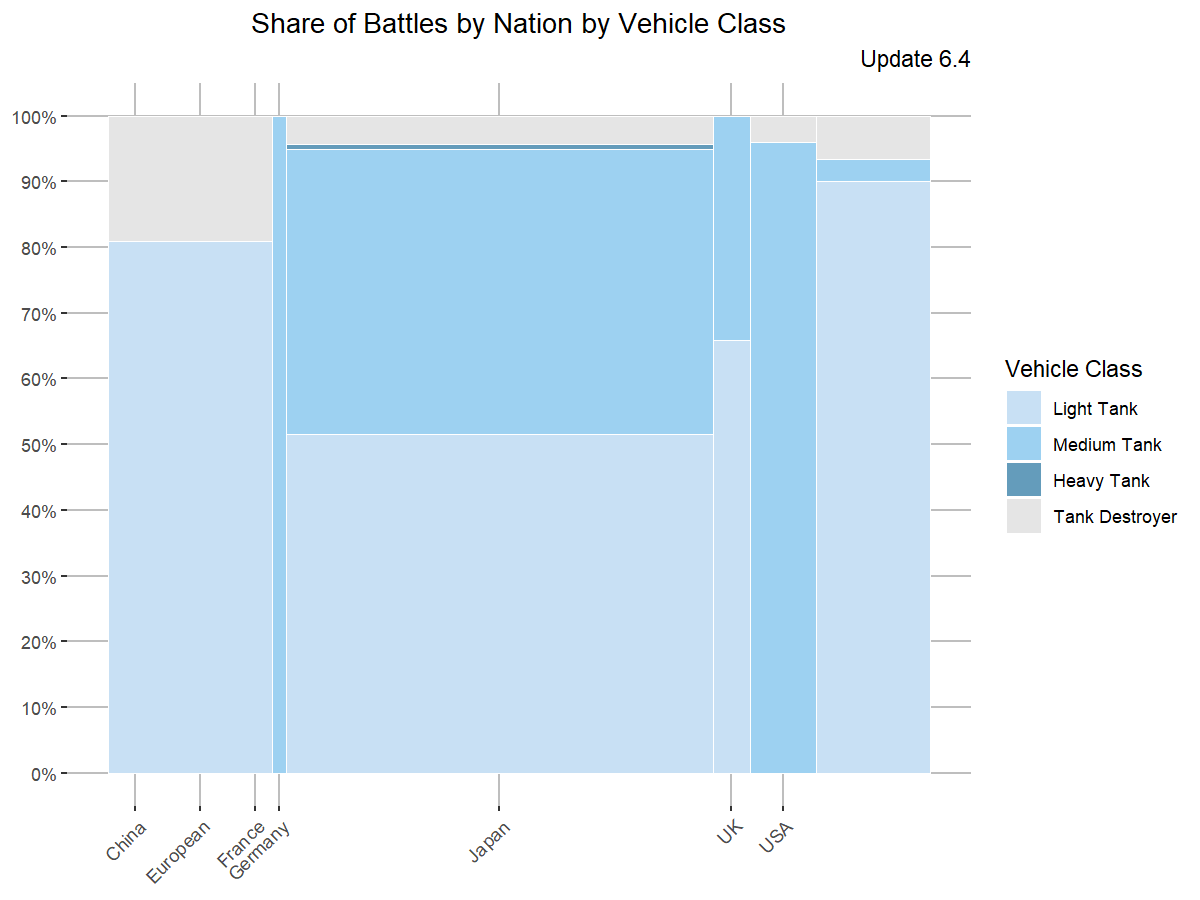 Share of Battles by Nation by Vehicle Class
Update 6.4
100%
90%
80%
70%
60%
50%
40%
30%
20%
10%
0%
China
European
France
Germany
Japan
UK
USA
Vehicle Class
Light Tank
Medium Tank
Heavy Tank
Tank Destroyer